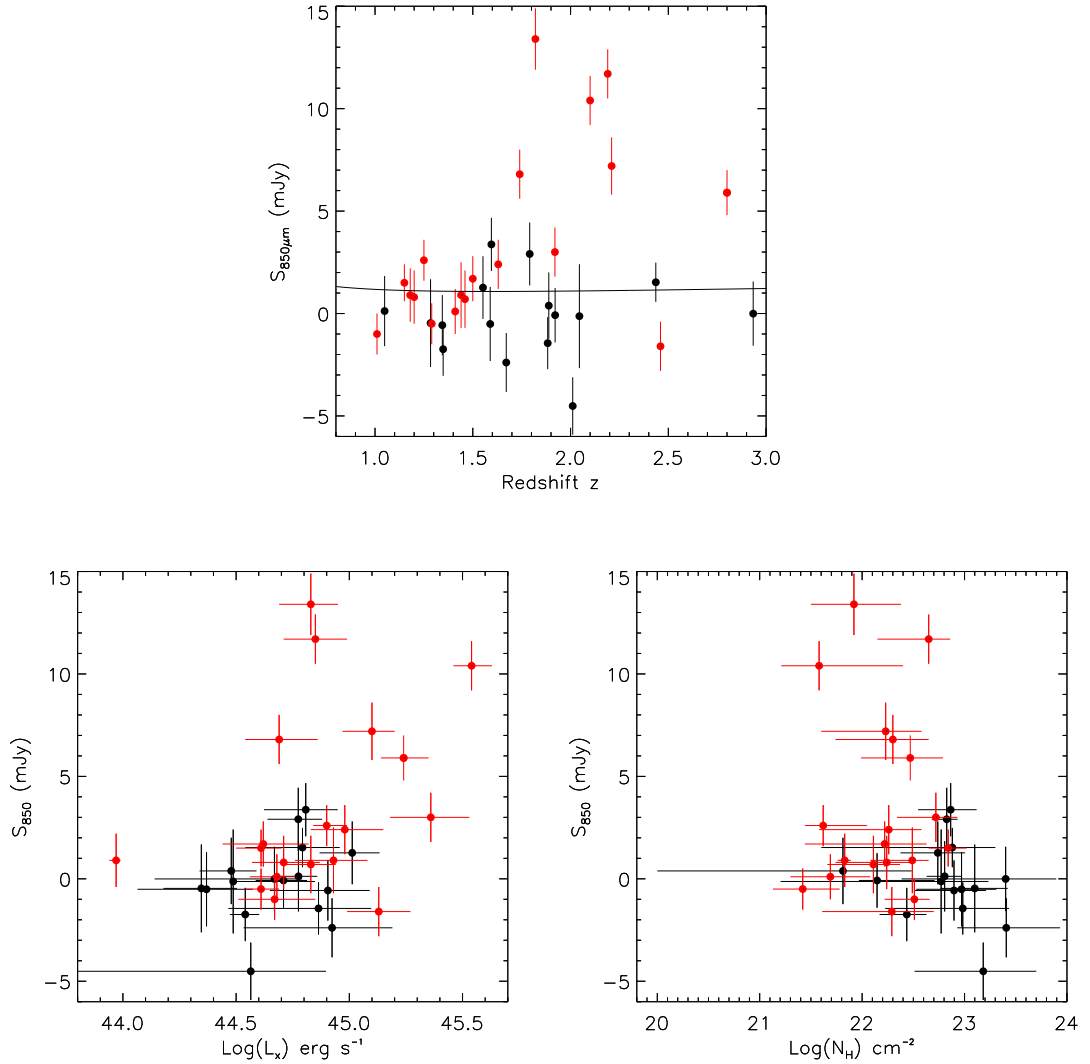 15
10
5
0
−5
S850μm (mJy)
1.0 1.5 2.0 2.5 3.0
Redshift z
15
10
5
0
−5
S850 (mJy)
44.0 44.5 45.0 45.5
Log(Lx) erg s⁻¹
15
10
5
0
−5
S850 (mJy)
20 21 22 23 24
Log(NH) cm⁻²